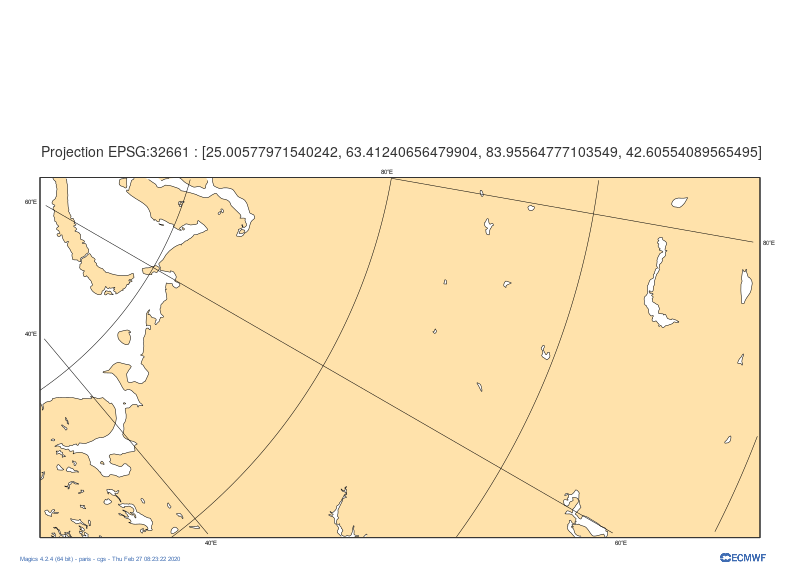 Projection EPSG:32661 : [25.00577971540242, 63.41240656479904, 83.95564777103549, 42.60554089565495]
80°E
60°E
80°E
40°E
40°E
60°E
Magics 4.2.4 (64 bit) - paris - cgs - Thu Feb 27 08:23:22 2020
ECMWF